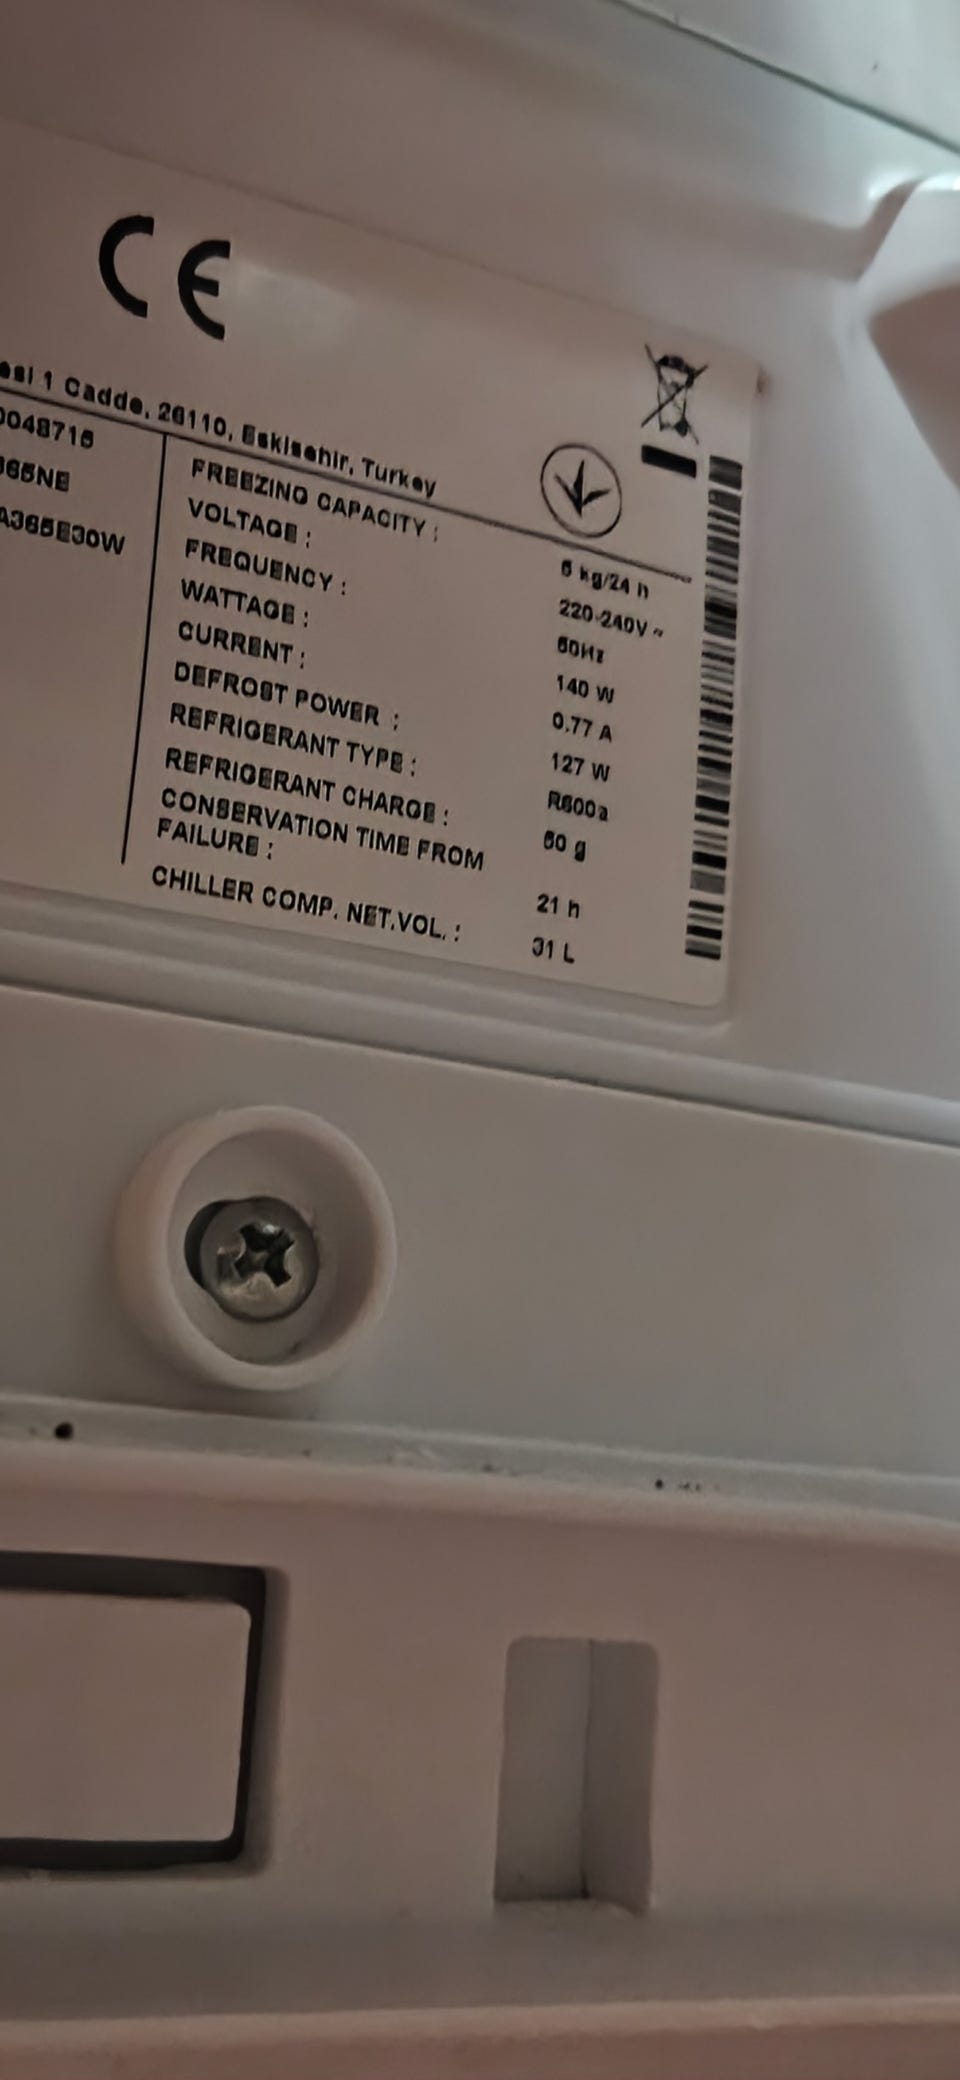 CE
esi 1 Cadde, 26110, Eskisehir, Turkey
0048715
365NE
A365E30W
FREEZING CAPACITY : 5 kg/24 h
VOLTAGE : 220-240V ~
FREQUENCY : 50Hz
WATTAGE : 140 W
CURRENT : 0.77 A
DEFROST POWER : 127 W
REFRIGERANT TYPE : R600a
REFRIGERANT CHARGE : 60 g
CONSERVATION TIME FROM
FAILURE : 21 h
CHILLER COMP. NET.VOL. : 31 L